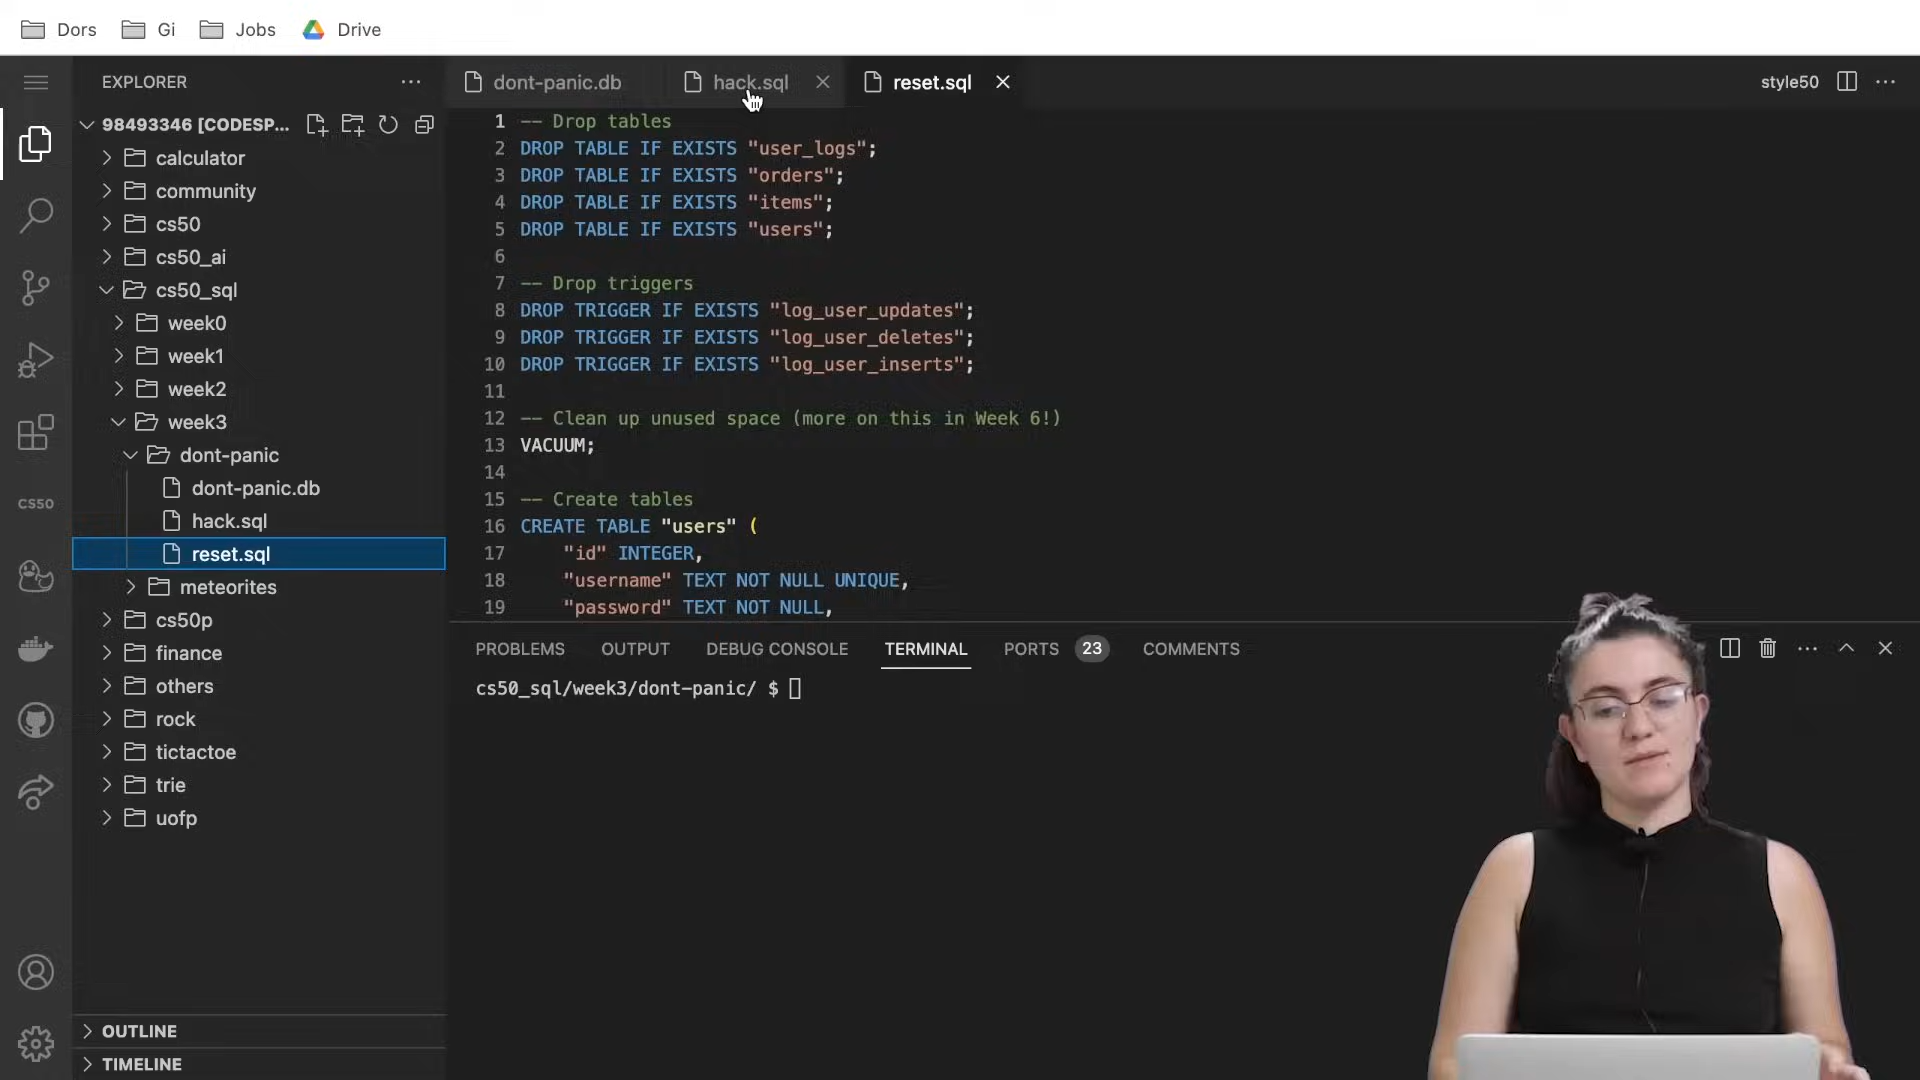 Dors Gi Jobs Drive
EXPLORER
98493346 [CODESP...
calculator
community
cs50
cs50_ai
cs50_sql
week0
week1
week2
week3
dont-panic
dont-panic.db
hack.sql
reset.sql
meteorites
cs50p
finance
others
rock
tictactoe
trie
uofp
OUTLINE
TIMELINE
CS50
dont-panic.db hack.sql reset.sql style50
1 -- Drop tables
2 DROP TABLE IF EXISTS "user_logs";
3 DROP TABLE IF EXISTS "orders";
4 DROP TABLE IF EXISTS "items";
5 DROP TABLE IF EXISTS "users";
6
7 -- Drop triggers
8 DROP TRIGGER IF EXISTS "log_user_updates";
9 DROP TRIGGER IF EXISTS "log_user_deletes";
10 DROP TRIGGER IF EXISTS "log_user_inserts";
11
12 -- Clean up unused space (more on this in Week 6!)
13 VACUUM;
14
15 -- Create tables
16 CREATE TABLE "users" (
17 "id" INTEGER,
18 "username" TEXT NOT NULL UNIQUE,
19 "password" TEXT NOT NULL,
PROBLEMS OUTPUT DEBUG CONSOLE TERMINAL PORTS 23 COMMENTS
cs50_sql/week3/dont-panic/ $